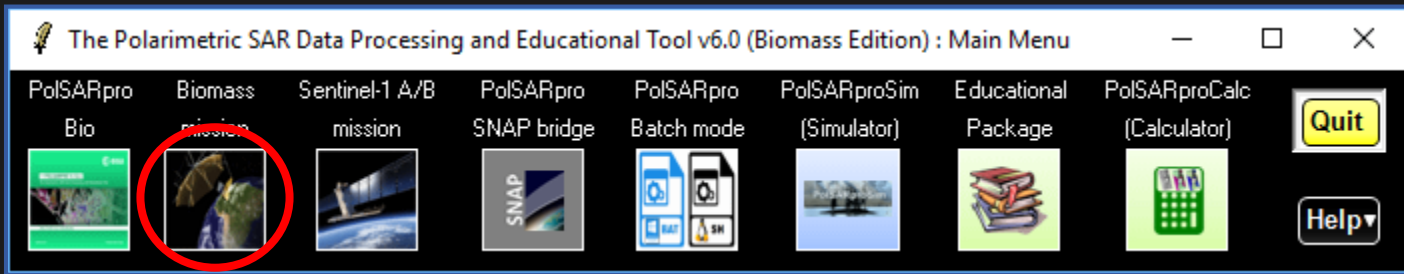 The Polarimetric SAR Data Processing and Educational Tool v6.0 (Biomass Edition) : Main Menu
PolSARpro Biomass Sentinel-1 A/B PolSARpro PolSARpro PolSARproSim Educational PolSARproCalc
Bio mission mission SNAP bridge Batch mode (Simulator) Package (Calculator)
Quit
SNAP
BAT SH
PolSARproSim
Help▾